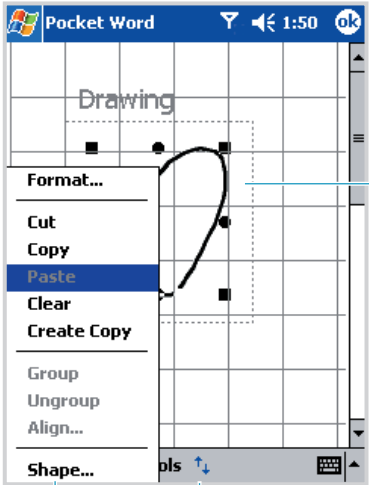 Pocket Word 1:50 ok
Drawing
Format...
Cut
Copy
Paste
Clear
Create Copy
Group
Ungroup
Align...
Shape...
ols